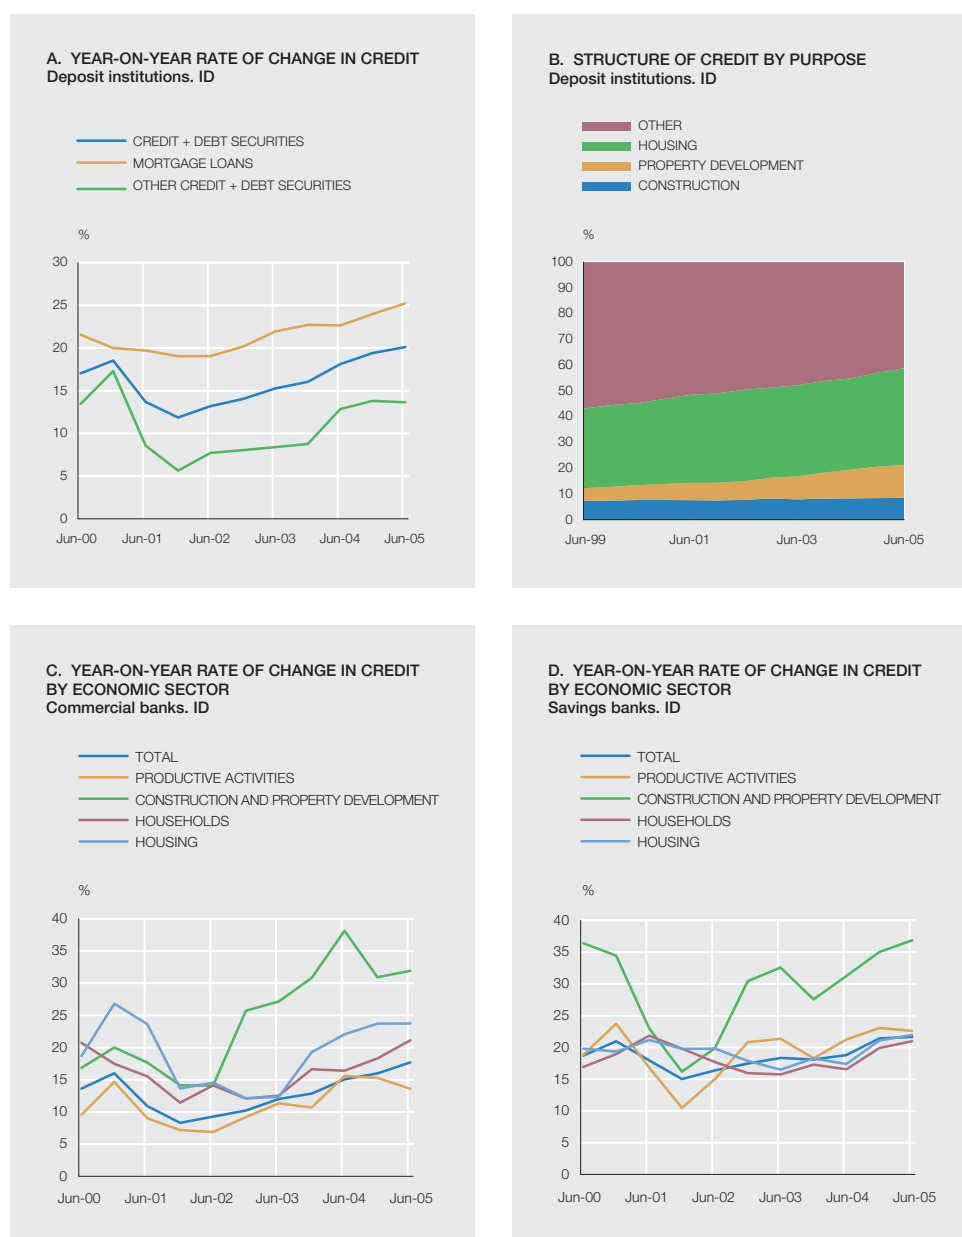 A. YEAR-ON-YEAR RATE OF CHANGE IN CREDIT
Deposit institutions. ID
CREDIT + DEBT SECURITIES
MORTGAGE LOANS
OTHER CREDIT + DEBT SECURITIES
%
30
25
20
15
10
5
0
Jun-00 Jun-01 Jun-02 Jun-03 Jun-04 Jun-05
B. STRUCTURE OF CREDIT BY PURPOSE
Deposit institutions. ID
OTHER
HOUSING
PROPERTY DEVELOPMENT
CONSTRUCTION
%
100
90
80
70
60
50
40
30
20
10
0
Jun-99 Jun-01 Jun-03 Jun-05
C. YEAR-ON-YEAR RATE OF CHANGE IN CREDIT
BY ECONOMIC SECTOR
Commercial banks. ID
TOTAL
PRODUCTIVE ACTIVITIES
CONSTRUCTION AND PROPERTY DEVELOPMENT
HOUSEHOLDS
HOUSING
%
40
35
30
25
20
15
10
5
0
Jun-00 Jun-01 Jun-02 Jun-03 Jun-04 Jun-05
D. YEAR-ON-YEAR RATE OF CHANGE IN CREDIT
BY ECONOMIC SECTOR
Savings banks. ID
TOTAL
PRODUCTIVE ACTIVITIES
CONSTRUCTION AND PROPERTY DEVELOPMENT
HOUSEHOLDS
HOUSING
%
40
35
30
25
20
15
10
5
0
Jun-00 Jun-01 Jun-02 Jun-03 Jun-04 Jun-05